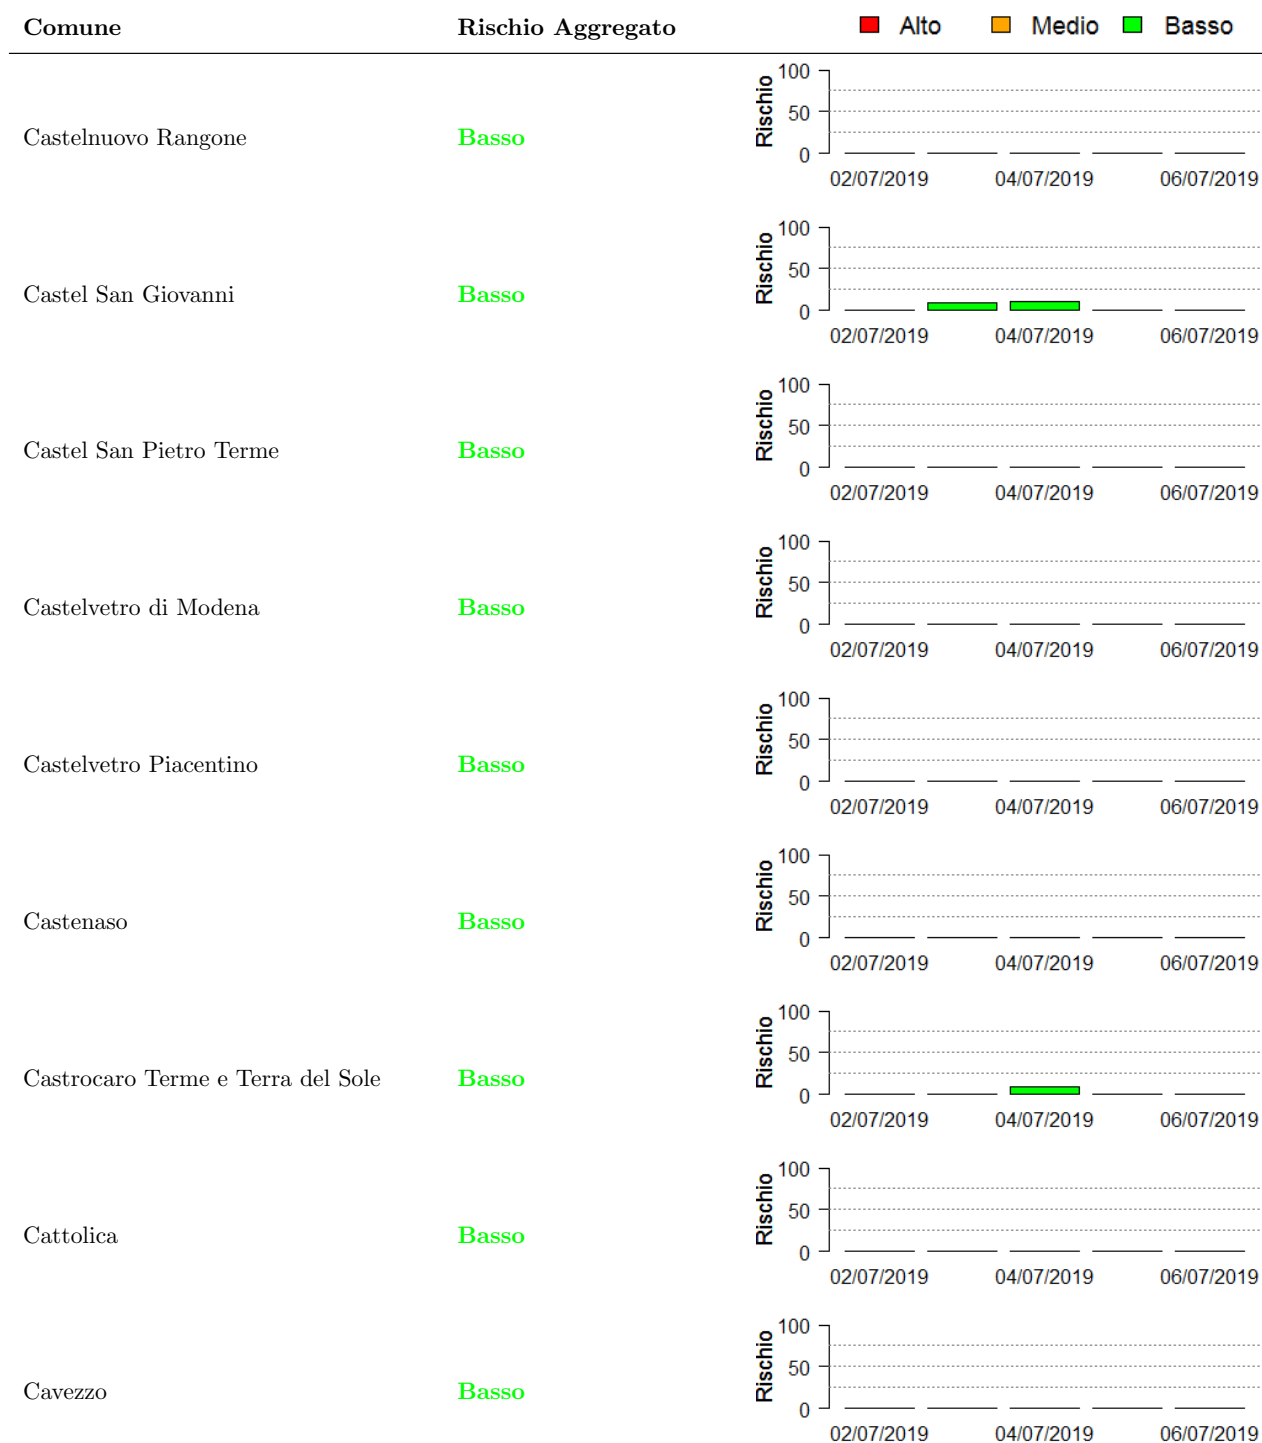 Comune Rischio Aggregato Alto Medio Basso
Castelnuovo Rangone Basso Rischio 100 50 0
02/07/2019 04/07/2019 06/07/2019
Castel San Giovanni Basso Rischio 100 50 0
02/07/2019 04/07/2019 06/07/2019
Castel San Pietro Terme Basso Rischio 100 50 0
02/07/2019 04/07/2019 06/07/2019
Castelvetro di Modena Basso Rischio 100 50 0
02/07/2019 04/07/2019 06/07/2019
Castelvetro Piacentino Basso Rischio 100 50 0
02/07/2019 04/07/2019 06/07/2019
Castenaso Basso Rischio 100 50 0
02/07/2019 04/07/2019 06/07/2019
Castrocaro Terme e Terra del Sole Basso Rischio 100 50 0
02/07/2019 04/07/2019 06/07/2019
Cattolica Basso Rischio 100 50 0
02/07/2019 04/07/2019 06/07/2019
Cavezzo Basso Rischio 100 50 0
02/07/2019 04/07/2019 06/07/2019